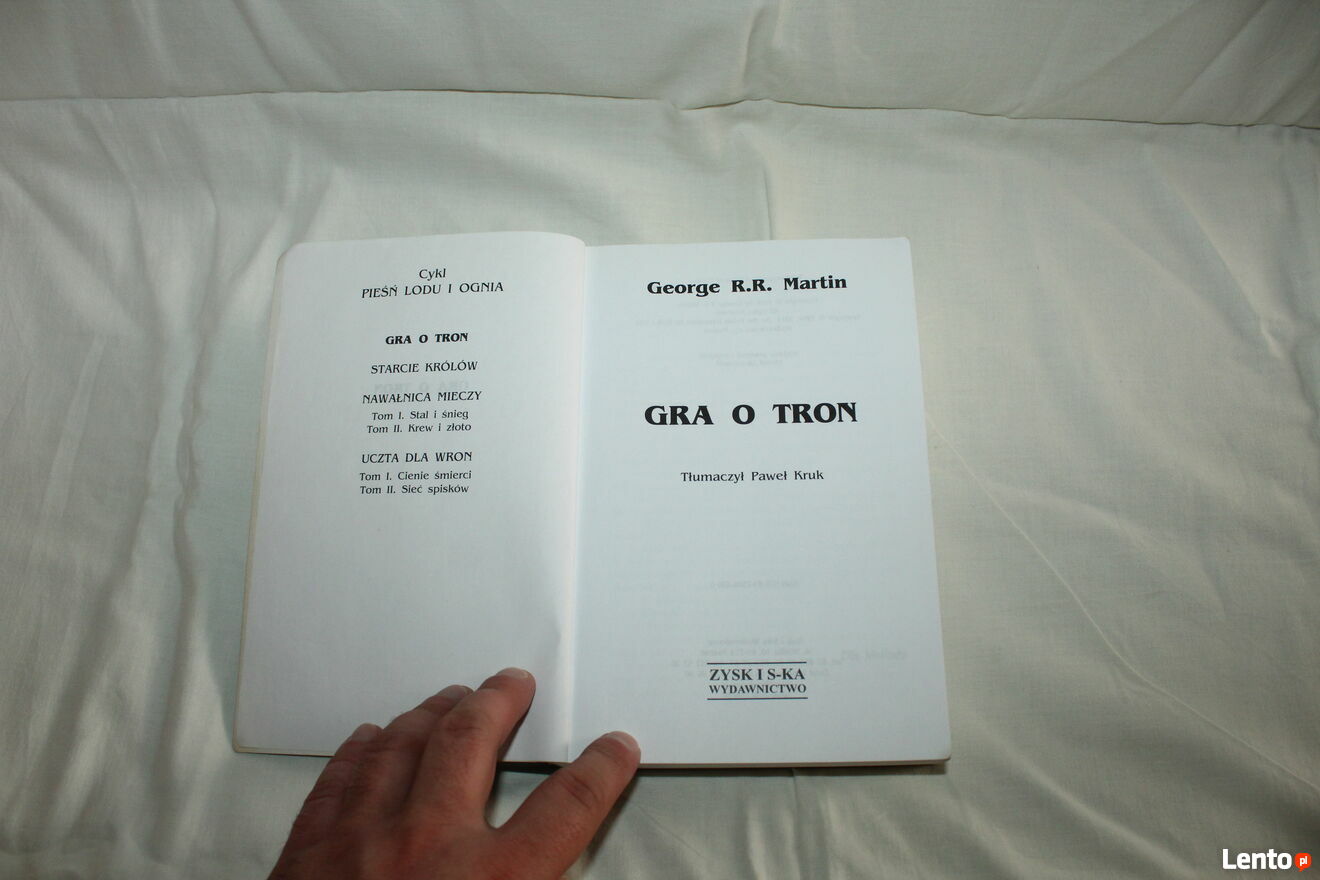 Cykl
PIEŚŃ LODU I OGNIA
GRA O TRON
STARCIE KRÓLÓW
NAWAŁNICA MIECZY
Tom I. Stal i śnieg
Tom II. Krew i złoto
UCZTA DLA WRON
Tom I. Cienie śmierci
Tom II. Sieć spisków
George R.R. Martin
GRA O TRON
Tłumaczył Paweł Kruk
ZYSK I S-KA
WYDAWNICTWO
Lento.pl